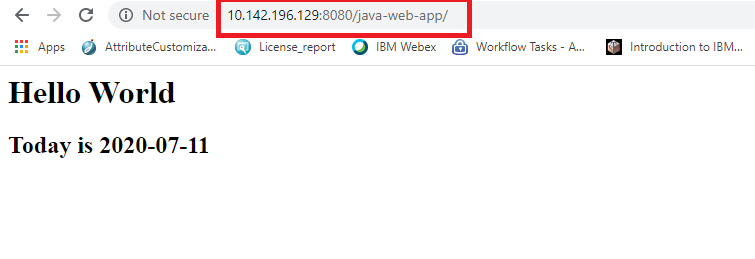 Not secure 10.142.196.129:8080/java-web-app/
Apps AttributeCustomiza... License_report IBM Webex Workflow Tasks - A... Introduction to IBM...
Hello World
Today is 2020-07-11